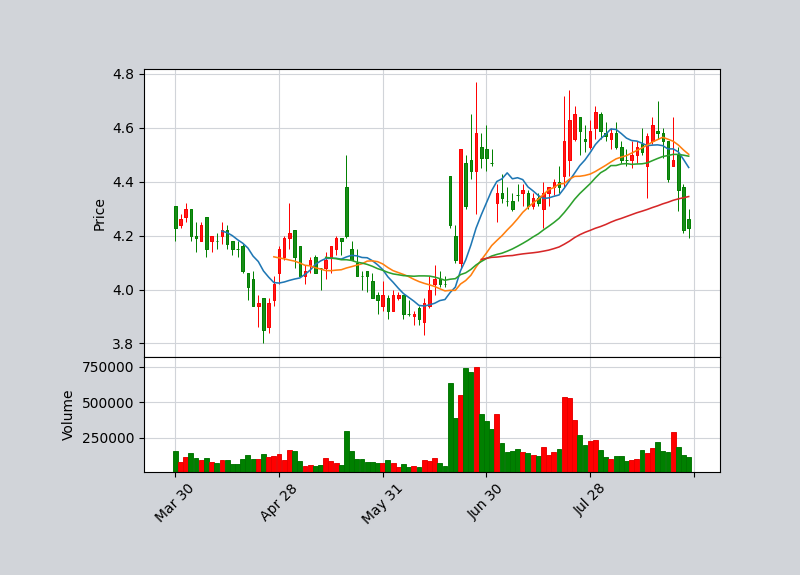 4.8
4.6
4.4
4.2
4.0
3.8
Price
750000
500000
250000
Volume
Mar 30
Apr 28
May 31
Jun 30
Jul 28